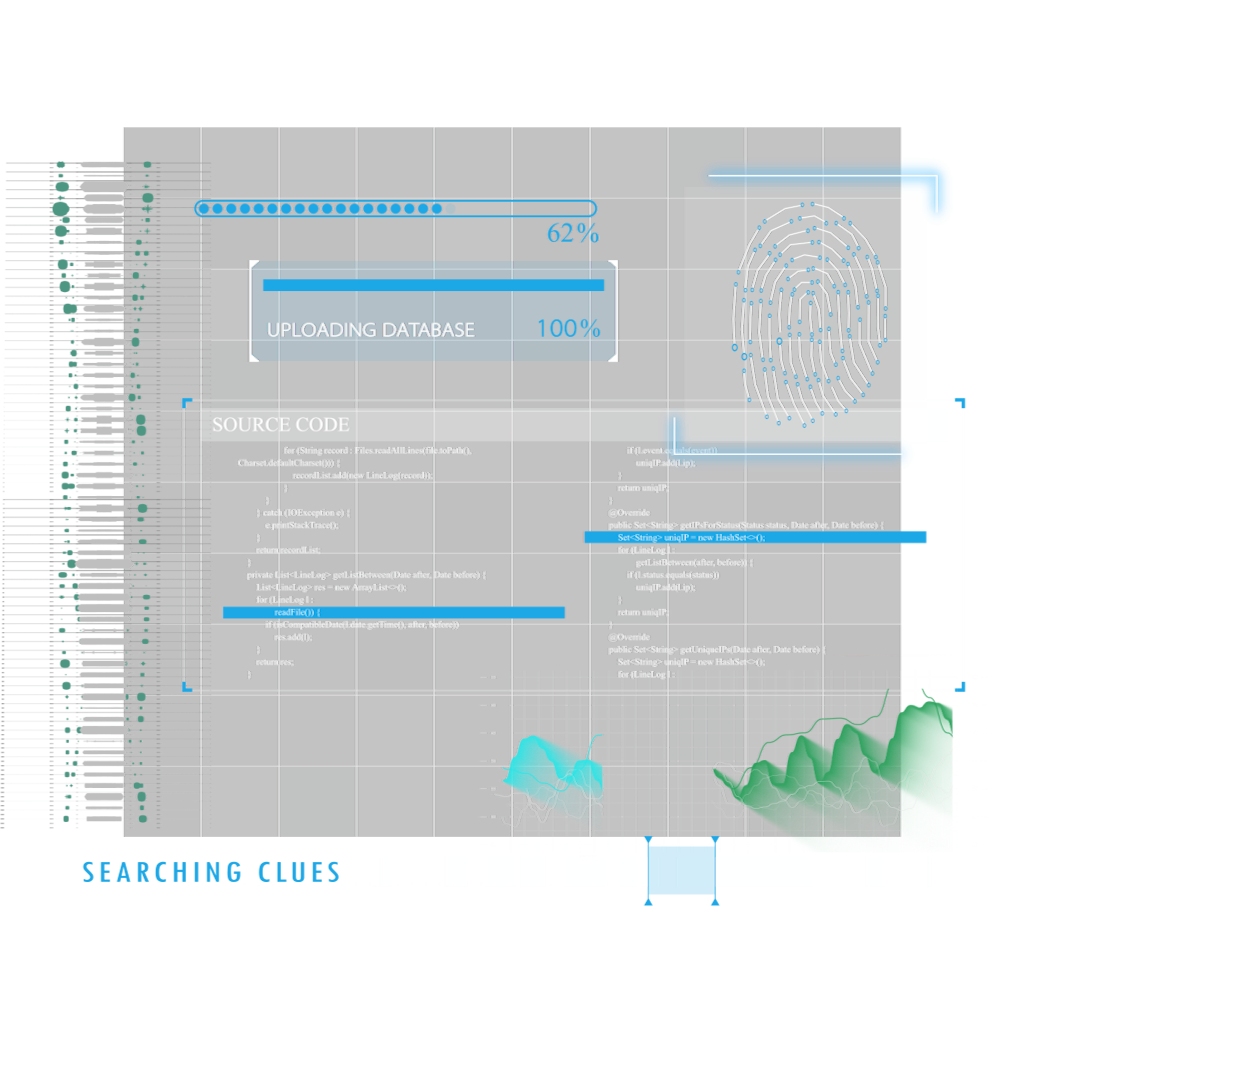 62%
UPLOADING DATABASE 100%
SOURCE CODE
for (String record : Files.readAllLines(file.toPath(),
Charset.defaultCharset())) {
recordList.add(new LineLog(record));
}
}
} catch (IOException e) {
e.printStackTrace();
}
return recordList;
}
private List<LineLog> getListBetween(Date after, Date before) {
List<LineLog> res = new ArrayList<>();
for (LineLog l :
readFile()) {
if (isCompatibleDate(l.date.getTime(), after, before))
res.add(l);
}
return res;
}
if (l.event.equals(event))
uniqIP.add(l.ip);
}
return uniqIP;
}
@Override
public Set<String> getIPsForStatus(Status status, Date after, Date before) {
Set<String> uniqIP = new HashSet<>();
for (LineLog l :
getListBetween(after, before)) {
if (l.status.equals(status))
uniqIP.add(l.ip);
}
return uniqIP;
}
@Override
public Set<String> getUniqueIPs(Date after, Date before) {
Set<String> uniqIP = new HashSet<>();
for (LineLog l :
SEARCHING CLUES